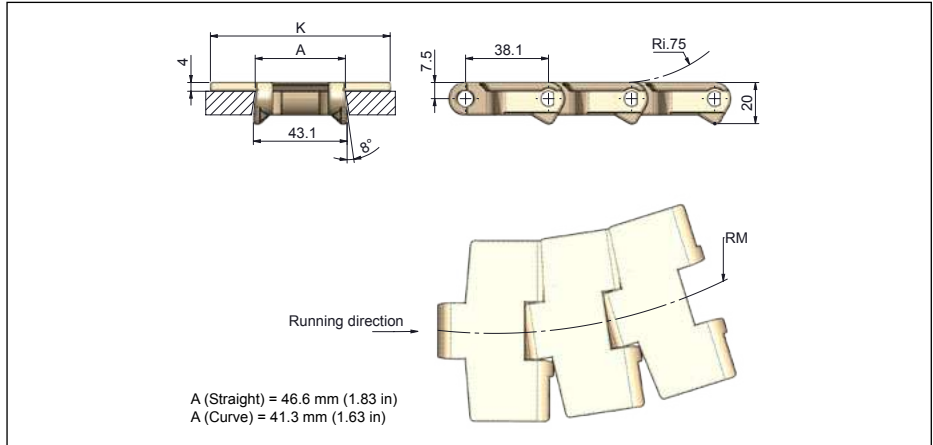 K
A
4
43.1
8°
7.5
38.1
Ri.75
20
RM
Running direction
A (Straight) = 46.6 mm (1.83 in)
A (Curve) = 41.3 mm (1.63 in)